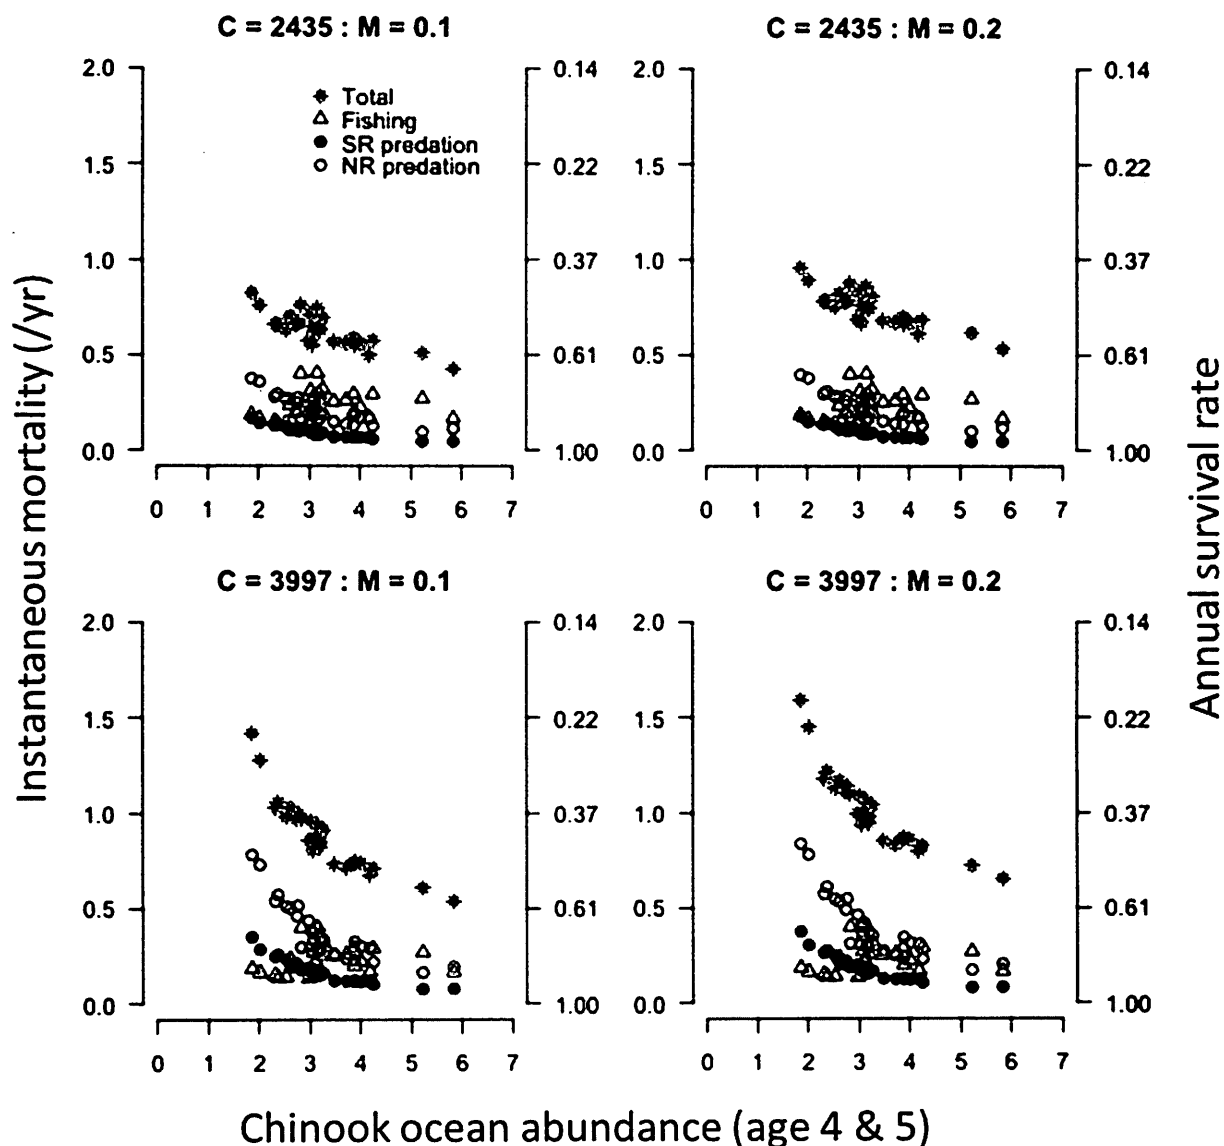 C = 2435 : M = 0.1
C = 2435 : M = 0.2
2.0
1.5
1.0
0.5
0.0
Total
Fishing
SR predation
NR predation
0.14
0.22
0.37
0.61
1.00
0 1 2 3 4 5 6 7
2.0
1.5
1.0
0.5
0.0
0.14
0.22
0.37
0.61
1.00
0 1 2 3 4 5 6 7
Instantaneous mortality (/yr)
Annual survival rate
C = 3997 : M = 0.1
C = 3997 : M = 0.2
2.0
1.5
1.0
0.5
0.0
0.14
0.22
0.37
0.61
1.00
0 1 2 3 4 5 6 7
2.0
1.5
1.0
0.5
0.0
0.14
0.22
0.37
0.61
1.00
0 1 2 3 4 5 6 7
Chinook ocean abundance (age 4 & 5)